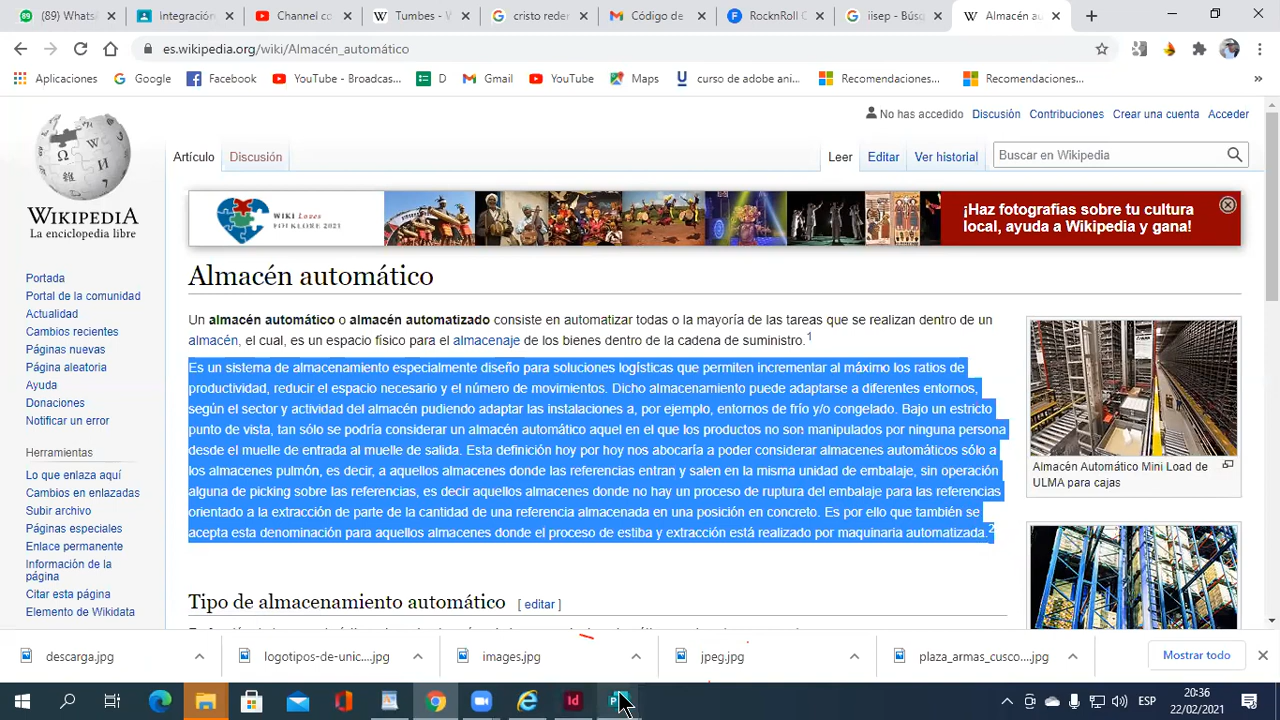 (89) Whats
Integración
Channel cc
Tumbes - W
cristo reder
Código de
RocknRoll C
iisep - Búsq
Almacén au
es.wikipedia.org/wiki/Almacén_automático
Aplicaciones
Google
Facebook
YouTube - Broadcas...
D
Gmail
YouTube
Maps
curso de adobe ani...
Recomendaciones...
Recomendaciones...
»
No has accedido Discusión Contribuciones Crear una cuenta Acceder
Artículo Discusión Leer Editar Ver historial Buscar en Wikipedia
WIKIPEDIA
La enciclopedia libre
WIKI Loves
FOLKLORE 2021
¡Haz fotografías sobre tu cultura
local, ayuda a Wikipedia y gana!
Portada
Portal de la comunidad
Actualidad
Cambios recientes
Páginas nuevas
Página aleatoria
Ayuda
Donaciones
Notificar un error
Herramientas
Lo que enlaza aquí
Cambios en enlazadas
Subir archivo
Páginas especiales
Enlace permanente
Información de la
página
Citar esta página
Elemento de Wikidata
Almacén automático
Un almacén automático o almacén automatizado consiste en automatizar todas o la mayoría de las tareas que se realizan dentro de un
almacén, el cual, es un espacio físico para el almacenaje de los bienes dentro de la cadena de suministro.1
Es un sistema de almacenamiento especialmente diseño para soluciones logísticas que permiten incrementar al máximo los ratios de
productividad, reducir el espacio necesario y el número de movimientos. Dicho almacenamiento puede adaptarse a diferentes entornos,
según el sector y actividad del almacén pudiendo adaptar las instalaciones a, por ejemplo, entornos de frío y/o congelado. Bajo un estricto
punto de vista, tan sólo se podría considerar un almacén automático aquel en el que los productos no son manipulados por ninguna persona
desde el muelle de entrada al muelle de salida. Esta definición hoy por hoy nos abocaría a poder considerar almacenes automáticos sólo a
los almacenes pulmón, es decir, a aquellos almacenes donde las referencias entran y salen en la misma unidad de embalaje, sin operación
alguna de picking sobre las referencias, es decir aquellos almacenes donde no hay un proceso de ruptura del embalaje para las referencias
orientado a la extracción de parte de la cantidad de una referencia almacenada en una posición en concreto. Es por ello que también se
acepta esta denominación para aquellos almacenes donde el proceso de estiba y extracción está realizado por maquinaria automatizada.2
Almacén Automático Mini Load de
ULMA para cajas
Tipo de almacenamiento automático [ editar ]
descarga.jpg
logotipos-de-unic....jpg
images.jpg
jpeg.jpg
plaza_armas_cusco....jpg
Mostrar todo
Id
ESP
20:36
22/02/2021